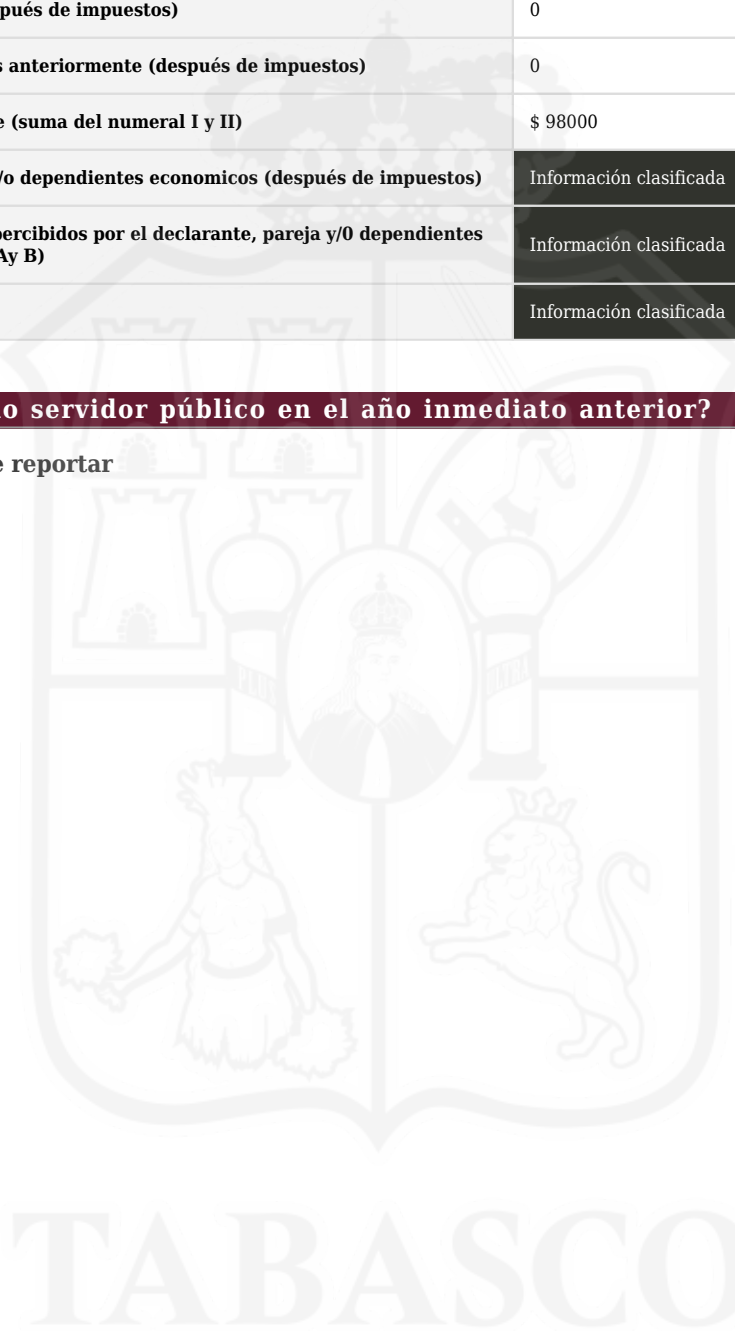 pués de impuestos)
0
s anteriormente (después de impuestos)
0
e (suma del numeral I y II)
$ 98000
/o dependientes economicos (después de impuestos)
Información clasificada
percibidos por el declarante, pareja y/0 dependientes
Ay B)
Información clasificada
Información clasificada
o servidor público en el año inmediato anterior?
e reportar
PLUS
ULTRA
TABASCO